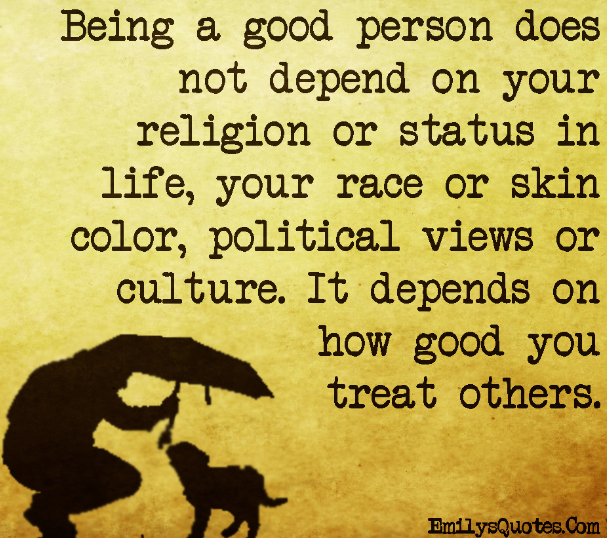 Being a good person does
not depend on your
religion or status in
life, your race or skin
color, political views or
culture. It depends on
how good you
treat others.
EmilysQuotes.Com